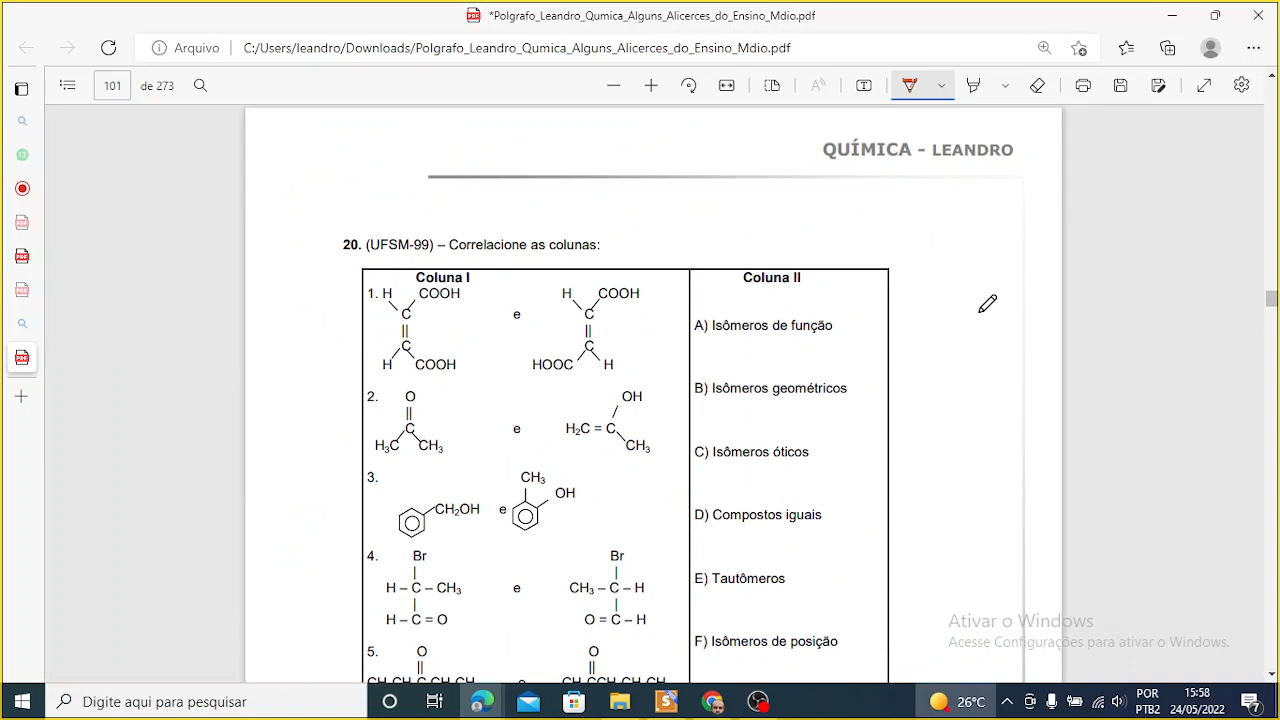 *Polgrafo_Leandro_Qumica_Alguns_Alicerces_do_Ensino_Mdio.pdf
Arquivo
C:/Users/leandro/Downloads/Polgrafo_Leandro_Qumica_Alguns_Alicerces_do_Ensino_Mdio.pdf
101 de 273
QUÍMICA - LEANDRO
20. (UFSM-99) – Correlacione as colunas:
Coluna I
Coluna II
1. H COOH H COOH
C e C
|| ||
C C
H COOH HOOC H
A) Isômeros de função
2. O OH
||
C e H₂C = C
H₃C CH₃ CH₃
B) Isômeros geométricos
C) Isômeros óticos
3. CH₃
OH
CH₂OH e
D) Compostos iguais
4. Br Br
| |
H – C – CH₃ e CH₃ – C – H
| |
H – C = O O = C – H
E) Tautômeros
F) Isômeros de posição
5. O O
|| ||
Ativar o Windows
Acesse Configurações para ativar o Windows.
Digite aqui para pesquisar
26°C
POR
PTB2
15:58
24/05/2022
7